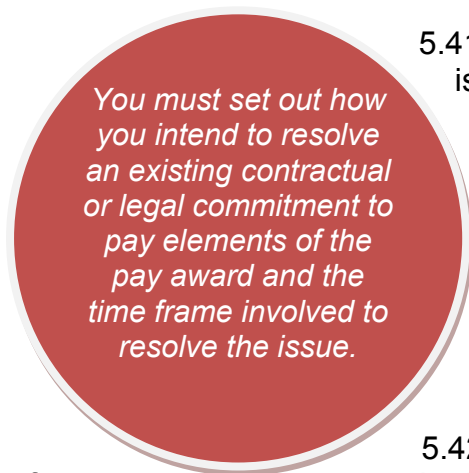 5.41
is
You must set out how
you intend to resolve
an existing contractual
or legal commitment to
pay elements of the
pay award and the
time frame involved to
resolve the issue.
5.42